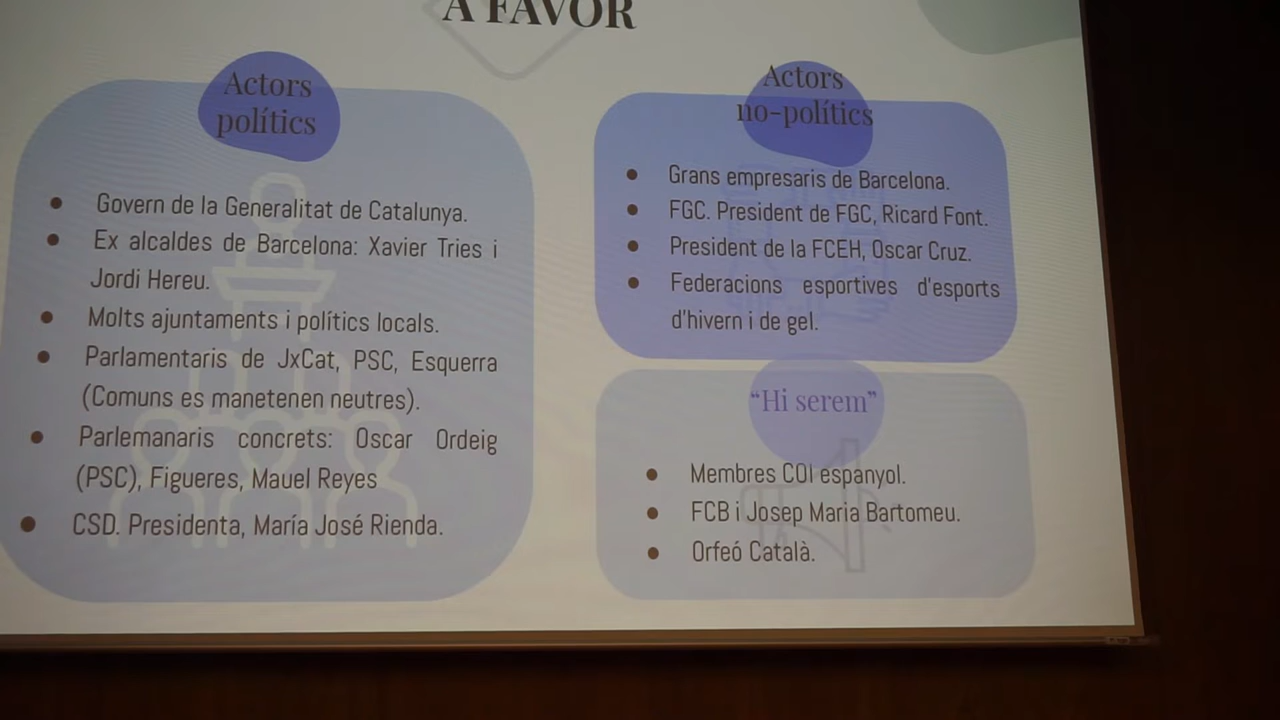 A FAVOR
Actors
polítics
Govern de la Generalitat de Catalunya.
Ex alcaldes de Barcelona: Xavier Tries i
Jordi Hereu.
Molts ajuntaments i polítics locals.
Parlamentaris de JxCat, PSC, Esquerra
(Comuns es manetenen neutres).
Parlemanaris concrets: Oscar Ordeig
(PSC), Figueres, Mauel Reyes
CSD. Presidenta, María José Rienda.
Actors
no-polítics
Grans empresaris de Barcelona.
FGC. President de FGC, Ricard Font.
President de la FCEH, Oscar Cruz.
Federacions esportives d'esports
d'hivern i de gel.
“Hi serem”
Membres COI espanyol.
FCB i Josep Maria Bartomeu.
Orfeó Català.